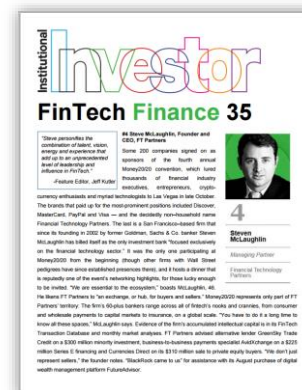 Institutional
Investor
FinTech Finance 35
"Steve personifies the
combination of talent, vision,
energy and experience that
add up to an unprecedented
level of leadership and
influence in FinTech."
-Feature Editor, Jeff Kutler
#4 Steve McLaughlin, Founder and
CEO, FT Partners
Some 200 companies signed on as
sponsors of the fourth annual
Money20/20 convention, which lured
thousands of financial industry
executives, entrepreneurs, crypto-
currency enthusiasts and myriad technologists to Las Vegas in late October.
The brands that paid up for the most-prominent positions included Discover,
MasterCard, PayPal and Visa — and the decidedly non-household name
Financial Technology Partners. The last is a San Francisco–based firm that
since its founding in 2002 by former Goldman, Sachs & Co. banker Steven
McLaughlin has billed itself as the only investment bank "focused exclusively
on the financial technology sector." It was the only one participating at
Money20/20 from the beginning (though other firms with Wall Street
pedigrees have since established presences there), and it hosts a dinner that
is reputedly one of the event's networking highlights, for those lucky enough
to be invited. "We are essential to the ecosystem," boasts McLaughlin, 46.
4
Steven
McLaughlin
Managing Partner
Financial Technology
Partners
He likens FT Partners to "an exchange, or hub, for buyers and sellers." Money20/20 represents only part of FT
Partners' territory. The firm's 60-plus bankers range across all of fintech's nooks and crannies, from consumer
and wholesale payments to capital markets to insurance, on a global scale. "You have to do it a long time to
know all these spaces," McLaughlin says. Evidence of the firm's accumulated intellectual capital is in its FinTech
Transaction Database and monthly market analyses. FT Partners advised alternative lender GreenSky Trade
Credit on a $300 million minority investment, business-to-business payments specialist AvidXchange on a $225
million Series E financing and Currencies Direct on its $310 million sale to private equity buyers. "We don't just
represent sellers," the founder notes. "BlackRock came to us" for assistance with its August purchase of digital
wealth management platform FutureAdvisor.